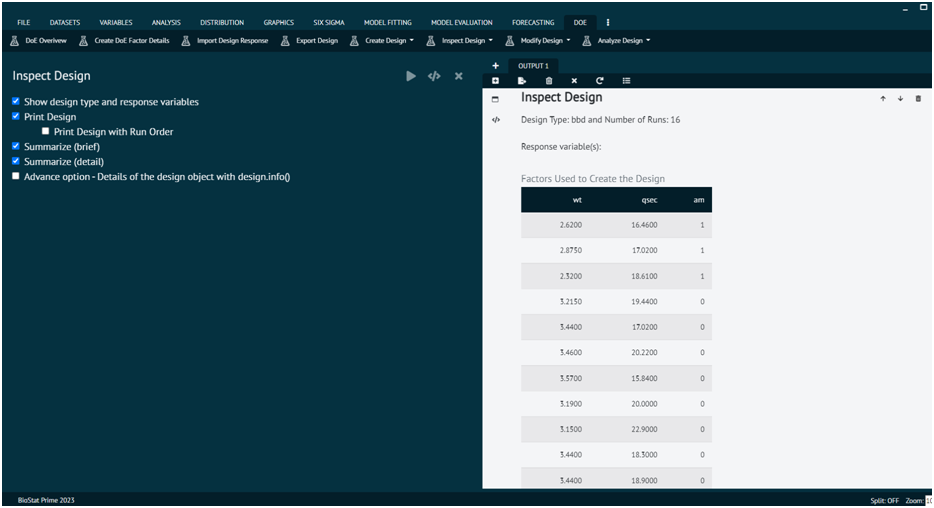 FILE DATASETS VARIABLES ANALYSIS DISTRIBUTION GRAPHICS SIX SIGMA MODEL FITTING MODEL EVALUATION FORECASTING DOE
DoE Overivew Create DoE Factor Details Import Design Response Export Design Create Design Inspect Design Modify Design Analyze Design
Inspect Design
Show design type and response variables
Print Design
Print Design with Run Order
Summarize (brief)
Summarize (detail)
Advance option - Details of the design object with design.info()
OUTPUT 1
Inspect Design
Design Type: bbd and Number of Runs: 16
Response variable(s):
Factors Used to Create the Design
wt qsec am
2.6200 16.4600 1
2.8750 17.0200 1
2.3200 18.6100 1
3.2150 19.4400 0
3.4400 17.0200 0
3.4600 20.2200 0
3.5700 15.8400 0
3.1900 20.0000 0
3.1500 22.9000 0
3.4400 18.3000 0
3.4400 18.9000 0
BioStat Prime 2023 Split: OFF Zoom: